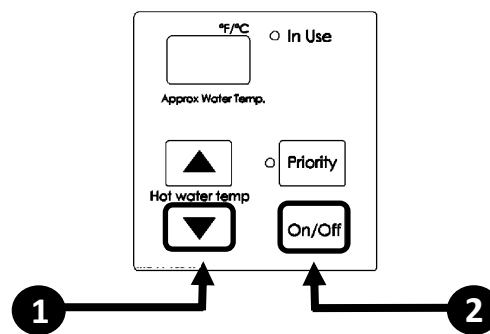 °F/°C
In Use
Approx Water Temp.
Priority
Hot water temp
On/Off
1
2